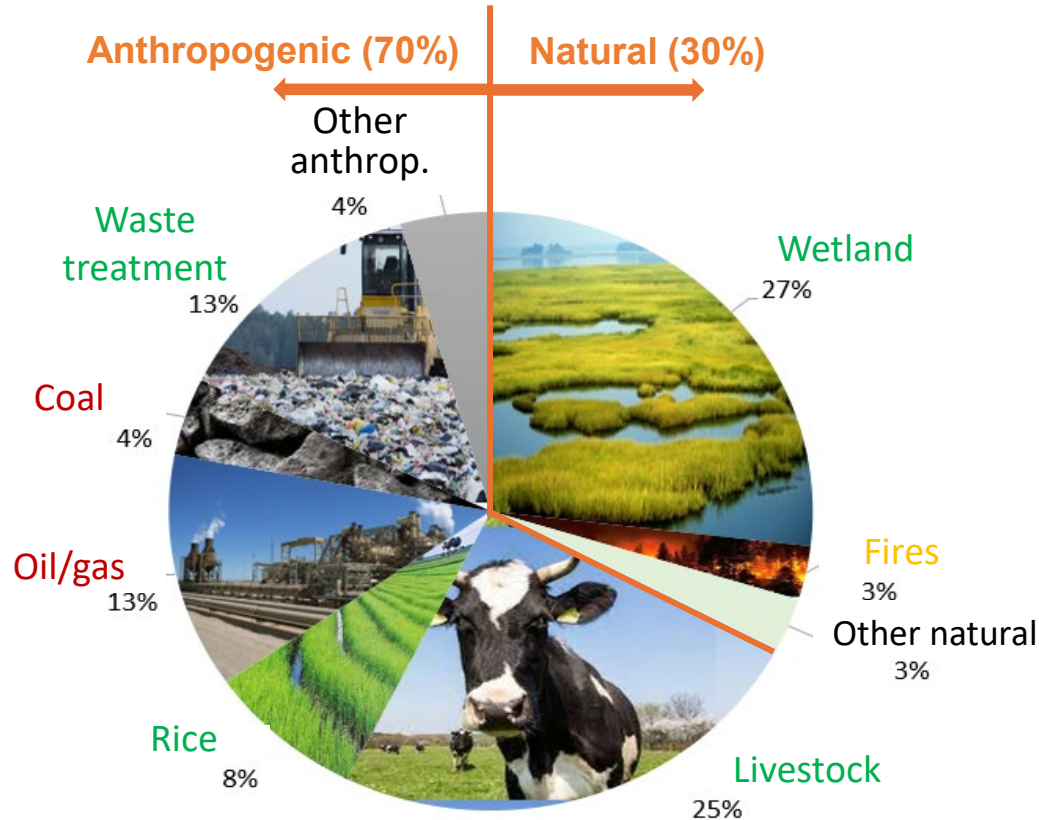 Anthropogenic (70%)
Natural (30%)
Other
anthrop.
4%
Waste
treatment
13%
Wetland
27%
Coal
4%
Oil/gas
13%
Fires
3%
Other natural
3%
Rice
8%
Livestock
25%